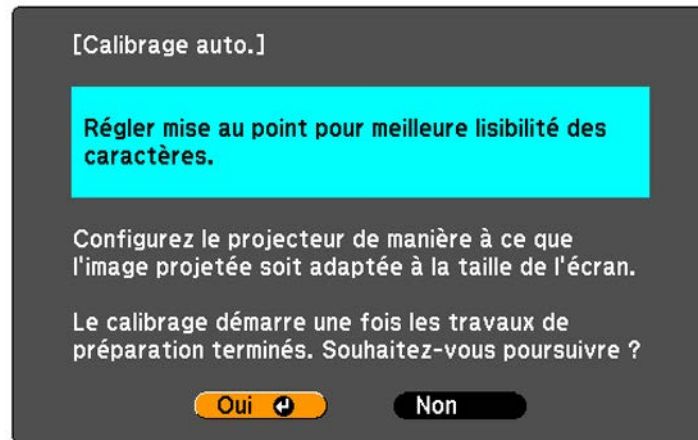 [Calibrage auto.]
Régler mise au point pour meilleure lisibilité des
caractères.
Configurez le projecteur de manière à ce que
l'image projetée soit adaptée à la taille de l'écran.
Le calibrage démarre une fois les travaux de
préparation terminés. Souhaitez-vous poursuivre ?
Oui Non